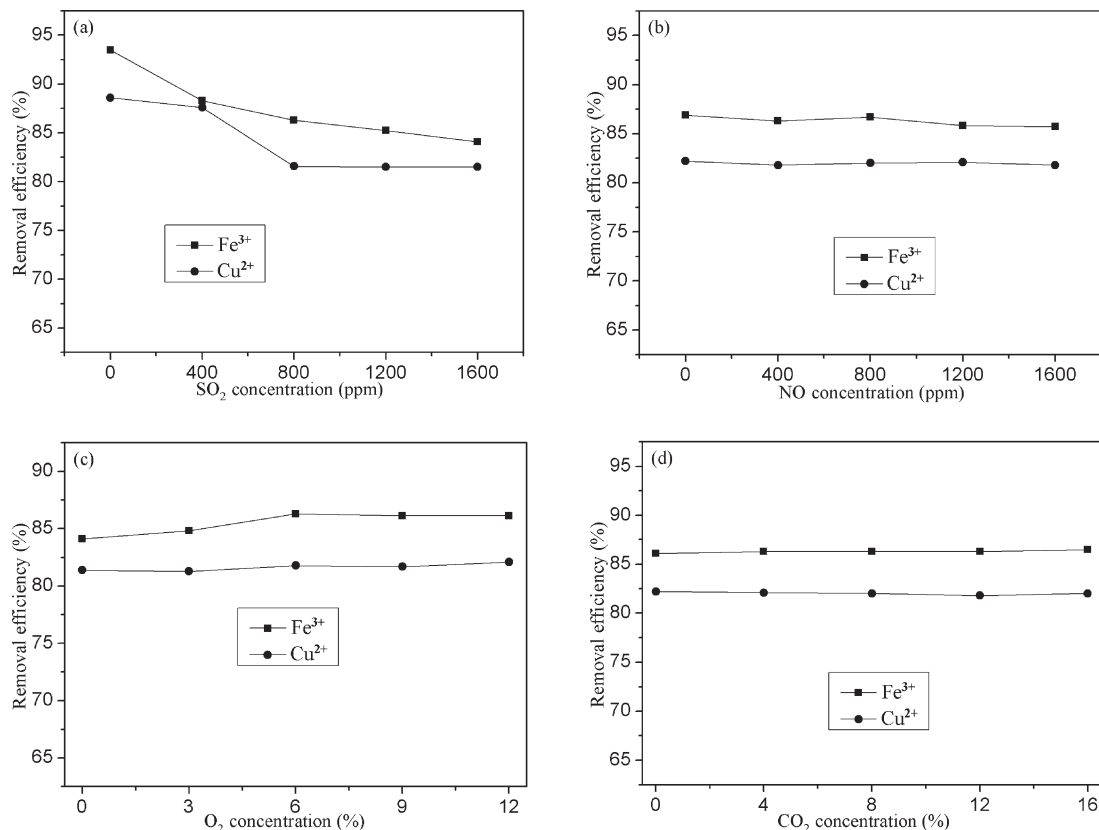 (a)
95
90
85
80
75
70
65
Removal efficiency (%)
Fe³⁺
Cu²⁺
0 400 800 1200 1600
SO₂ concentration (ppm)
(b)
95
90
85
80
75
70
65
Removal efficiency (%)
Fe³⁺
Cu²⁺
0 400 800 1200 1600
NO concentration (ppm)
(c)
90
85
80
75
70
65
Removal efficiency (%)
Fe³⁺
Cu²⁺
0 3 6 9 12
O₂ concentration (%)
(d)
95
90
85
80
75
70
65
Removal efficiency (%)
Fe³⁺
Cu²⁺
0 4 8 12 16
CO₂ concentration (%)